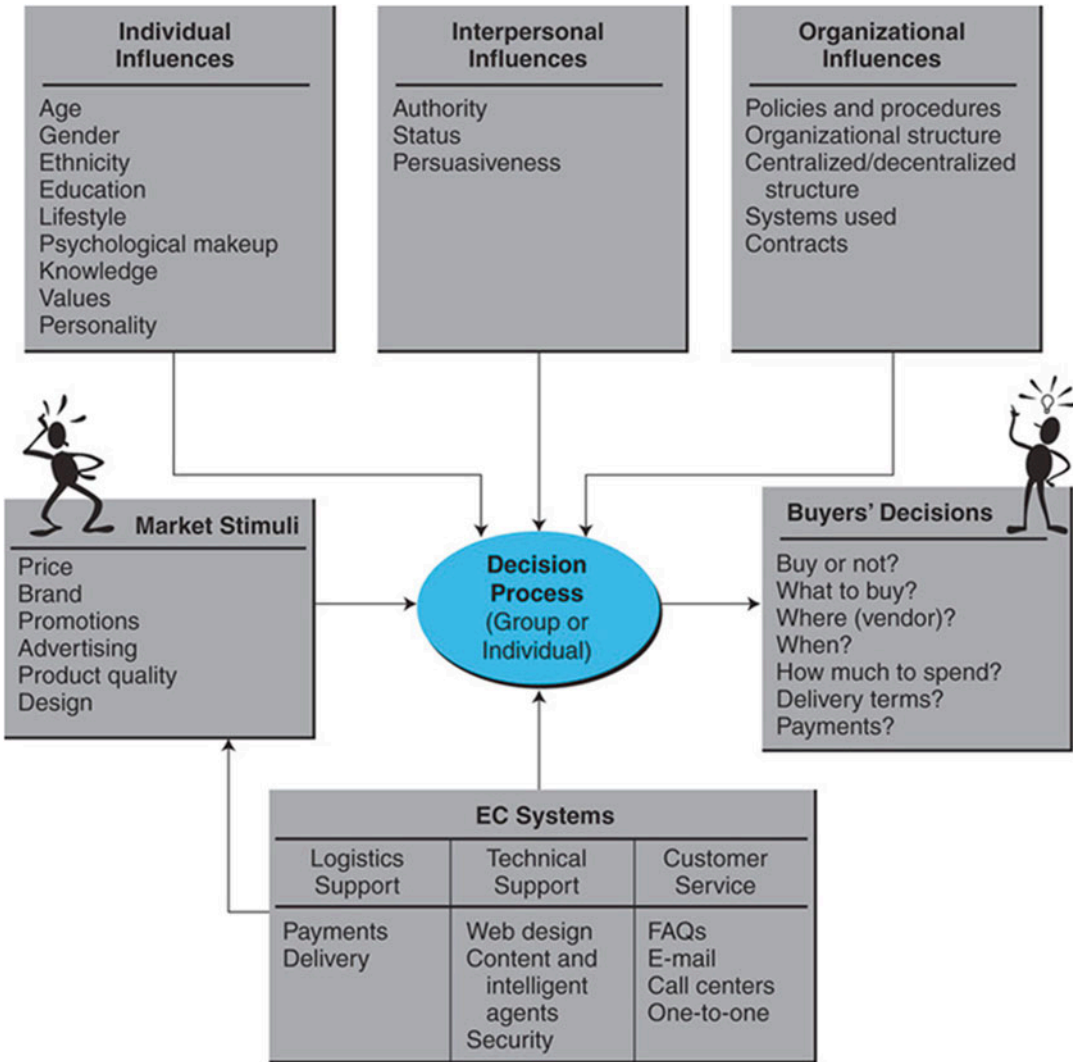 Individual
Influences
Age
Gender
Ethnicity
Education
Lifestyle
Psychological makeup
Knowledge
Values
Personality
Interpersonal
Influences
Authority
Status
Persuasiveness
Organizational
Influences
Policies and procedures
Organizational structure
Centralized/decentralized
structure
Systems used
Contracts
Market Stimuli
Price
Brand
Promotions
Advertising
Product quality
Design
Decision
Process
(Group or
Individual)
Buyers' Decisions
Buy or not?
What to buy?
Where (vendor)?
When?
How much to spend?
Delivery terms?
Payments?
EC Systems
Logistics
Support
Payments
Delivery
Technical
Support
Web design
Content and
intelligent
agents
Security
Customer
Service
FAQs
E-mail
Call centers
One-to-one